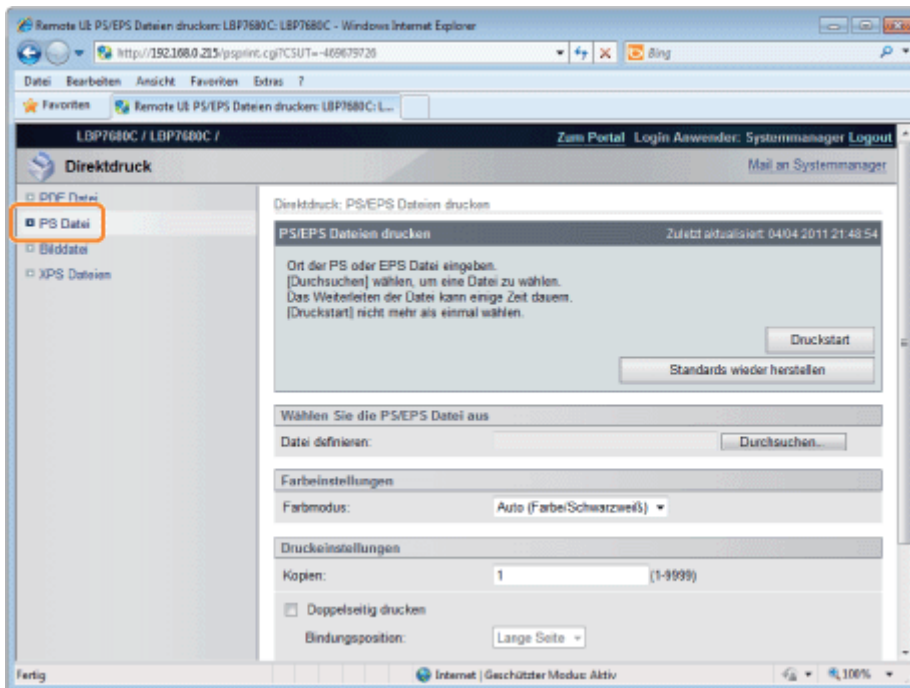 Remote UI: PS/EPS Dateien drucken: LBP7680C: LBP7680C - Windows Internet Explorer
http://192.168.0.215/psprint.cgi?CSUT=-469679726
Bing
Datei Bearbeiten Ansicht Favoriten Extras ?
Favoriten Remote UI: PS/EPS Dateien drucken: LBP7680C: L...
LBP7680C / LBP7680C /
Zum Portal Login Anwender: Systemmanager Logout
Direktdruck
Mail an Systemmanager
PDF Datei
PS Datei
Bilddatei
XPS Dateien
Direktdruck: PS/EPS Dateien drucken
PS/EPS Dateien drucken
Zuletzt aktualisiert: 04/04 2011 21:48:54
Ort der PS oder EPS Datei eingeben.
[Durchsuchen] wählen, um eine Datei zu wählen.
Das Weiterleiten der Datei kann einige Zeit dauern.
[Druckstart] nicht mehr als einmal wählen.
Druckstart
Standards wieder herstellen
Wählen Sie die PS/EPS Datei aus
Datei definieren:
Durchsuchen...
Farbeinstellungen
Farbmodus:
Auto (Farbe/Schwarzweiß)
Druckeinstellungen
Kopien:
1
(1-9999)
Doppelseitig drucken
Bindungsposition:
Lange Seite
Fertig
Internet | Geschützter Modus: Aktiv
100%